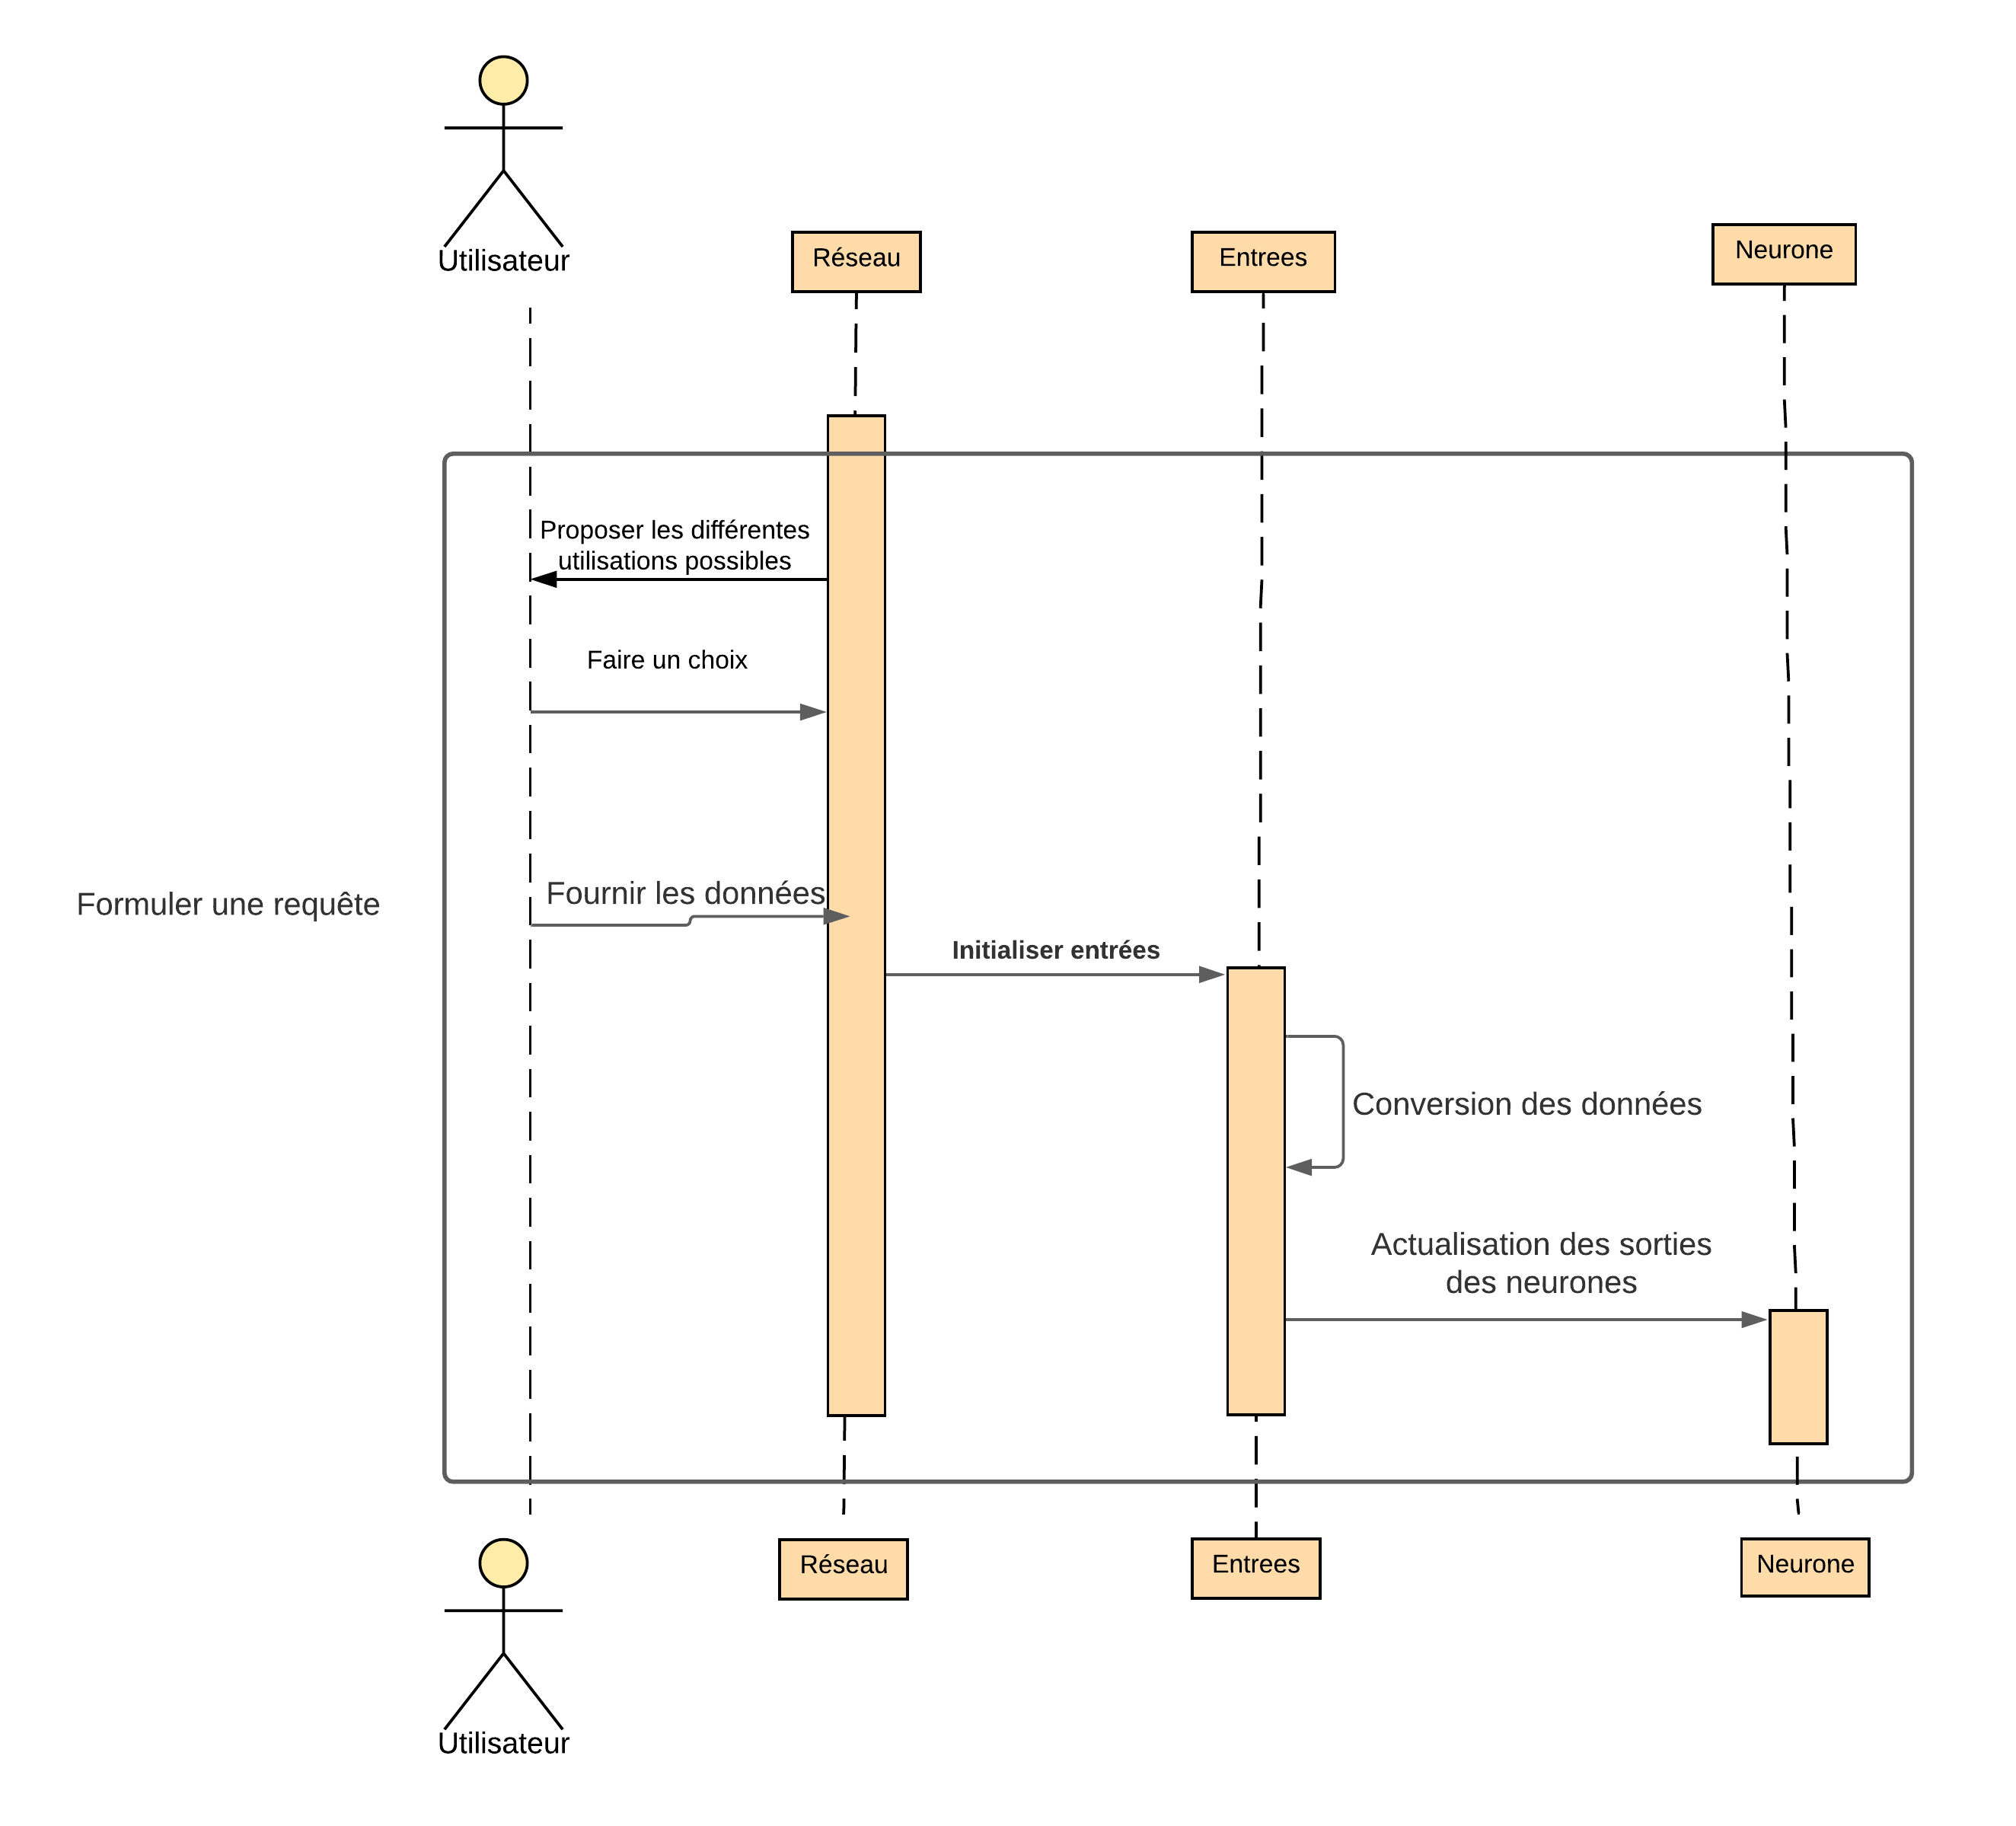 Utilisateur
Réseau
Entrees
Neurone
Proposer les différentes
utilisations possibles
Faire un choix
Formuler une requête
Fournir les données
Initialiser entrées
Conversion des données
Actualisation des sorties
des neurones
Réseau
Entrees
Neurone
Utilisateur